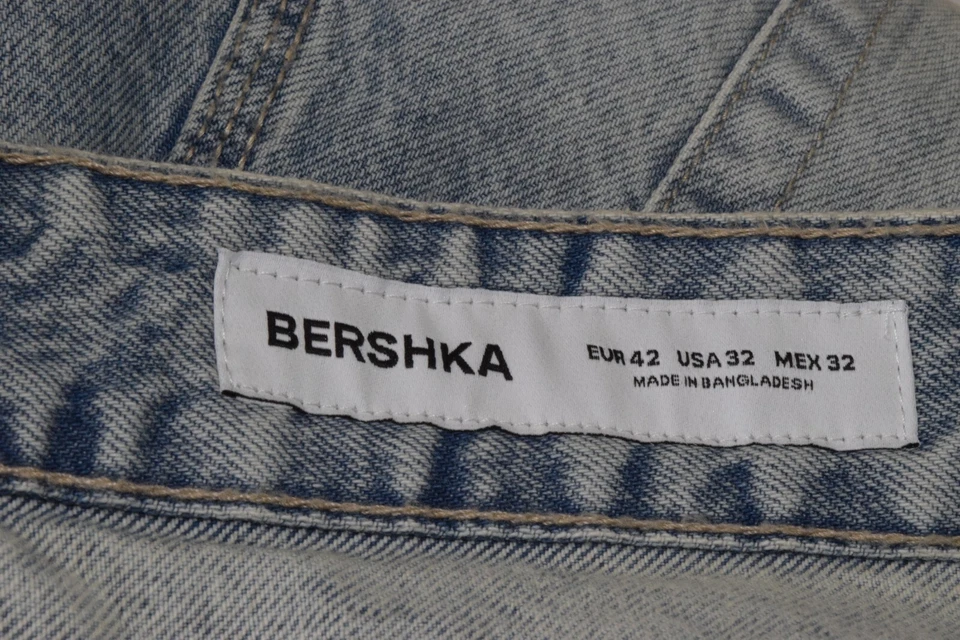 BERSHKA
EUR 42 USA 32 MEX 32
MADE IN BANGLADESH